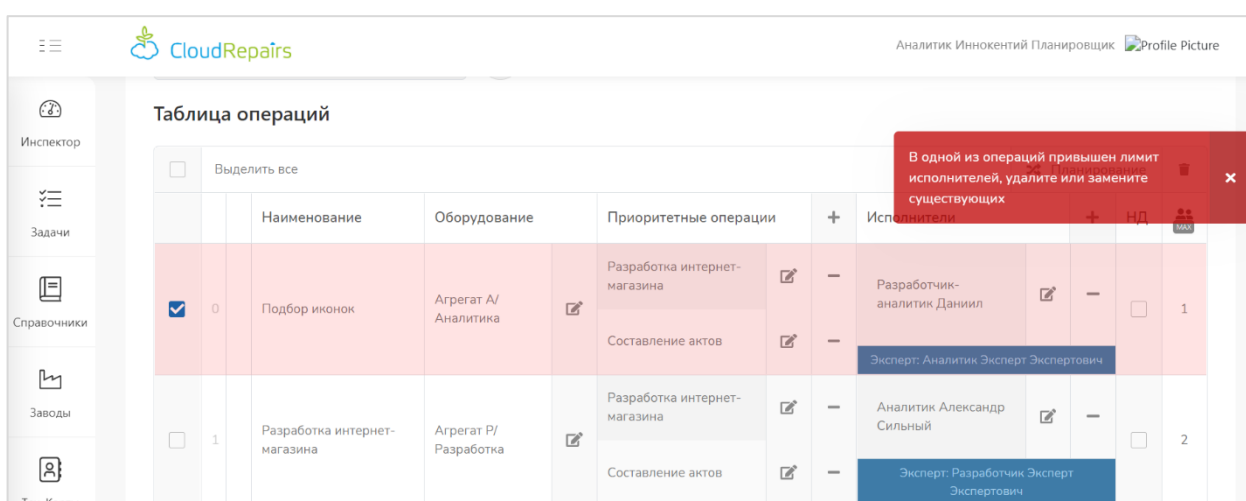 CloudRepairs
Аналитик Иннокентий Планировщик Profile Picture
Инспектор
Задачи
Справочники
Заводы
Таблица операций
В одной из операций привышен лимит
исполнителей, удалите или замените
существующих
Выделить все
Планирование
Наименование
Оборудование
Приоритетные операции
Исполнители
НД
MAX
0
Подбор иконок
Агрегат А/
Аналитика
Разработка интернет-
магазина
Составление актов
Разработчик-
аналитик Даниил
Эксперт: Аналитик Эксперт Экспертович
1
1
Разработка интернет-
магазина
Агрегат Р/
Разработка
Разработка интернет-
магазина
Составление актов
Аналитик Александр
Сильный
Эксперт: Разработчик Эксперт
Экспертович
2